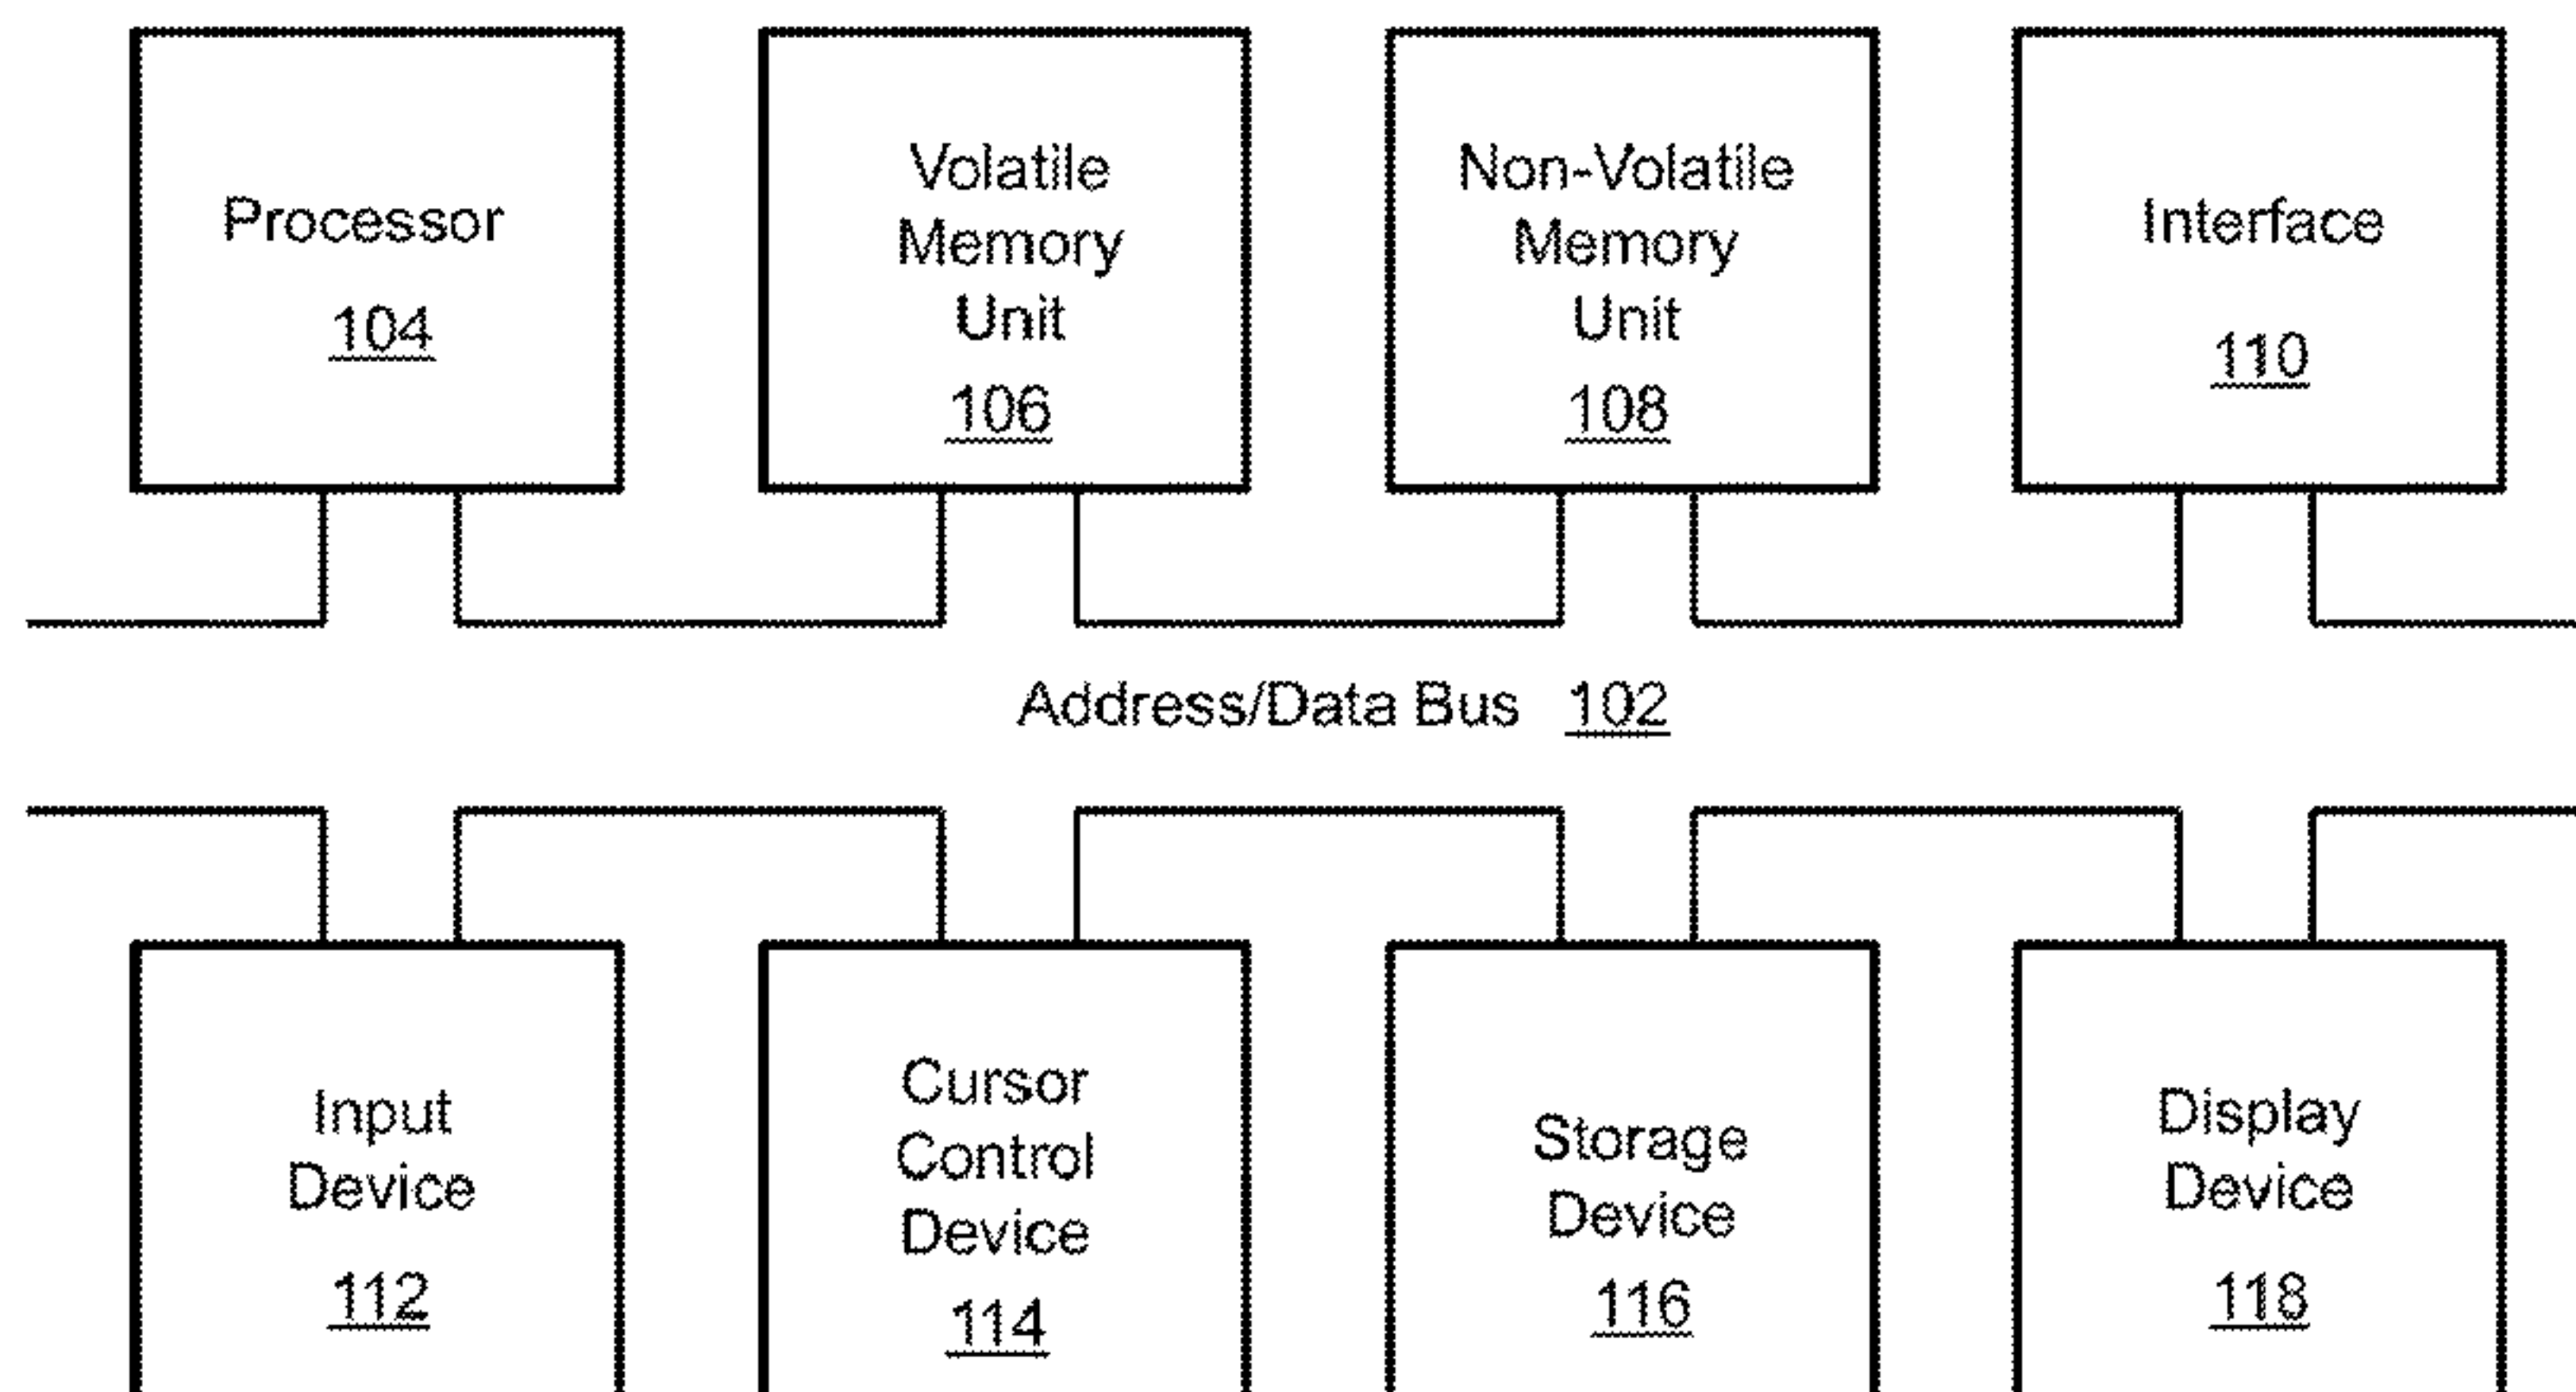 Processor
104
Volatile
Memory
Unit
106
Non-Volatile
Memory
Unit
108
Interface
110
Address/Data Bus 102
Input
Device
112
Cursor
Control
Device
114
Storage
Device
116
Display
Device
118